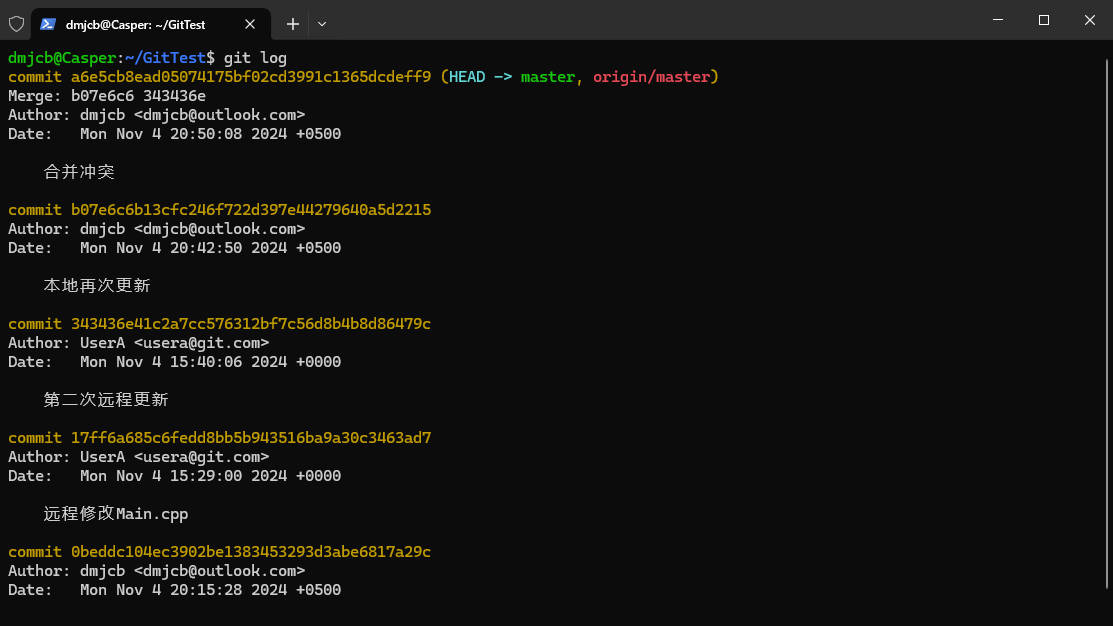 dmjcb@Casper: ~/GitTest
dmjcb@Casper:~/GitTest$ git log
commit a6e5cb8ead05074175bf02cd3991c1365dcdeff9 (HEAD -> master, origin/master)
Merge: b07e6c6 343436e
Author: dmjcb <dmjcb@outlook.com>
Date:   Mon Nov 4 20:50:08 2024 +0500
合并冲突
commit b07e6c6b13cfc246f722d397e44279640a5d2215
Author: dmjcb <dmjcb@outlook.com>
Date:   Mon Nov 4 20:42:50 2024 +0500
本地再次更新
commit 343436e41c2a7cc576312bf7c56d8b4b8d86479c
Author: UserA <usera@git.com>
Date:   Mon Nov 4 15:40:06 2024 +0000
第二次远程更新
commit 17ff6a685c6fedd8bb5b943516ba9a30c3463ad7
Author: UserA <usera@git.com>
Date:   Mon Nov 4 15:29:00 2024 +0000
远程修改Main.cpp
commit 0beddc104ec3902be1383453293d3abe6817a29c
Author: dmjcb <dmjcb@outlook.com>
Date:   Mon Nov 4 20:15:28 2024 +0500